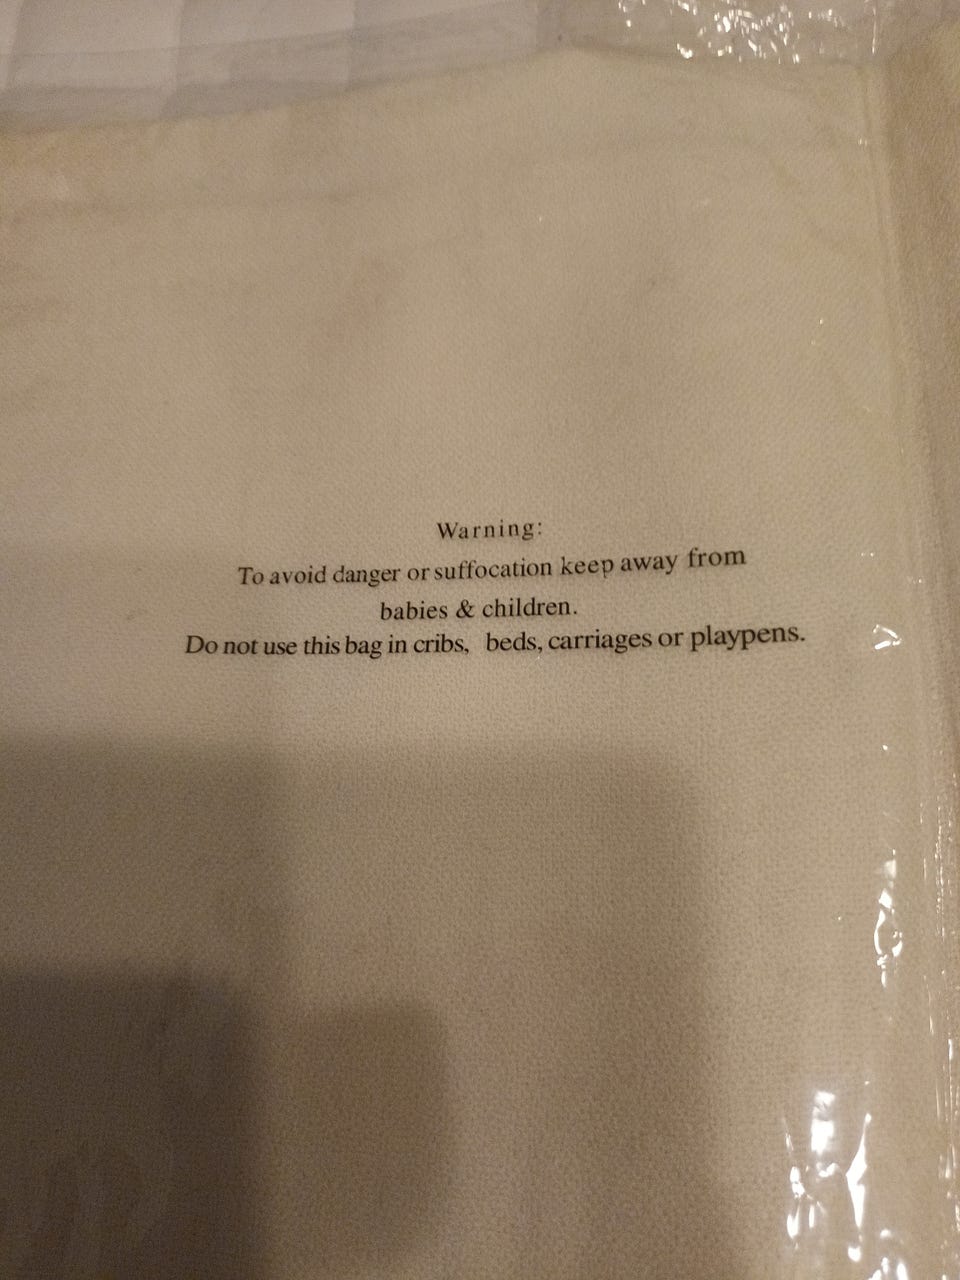 Warning:
To avoid danger or suffocation keep away from
babies & children.
Do not use this bag in cribs, beds, carriages or playpens.